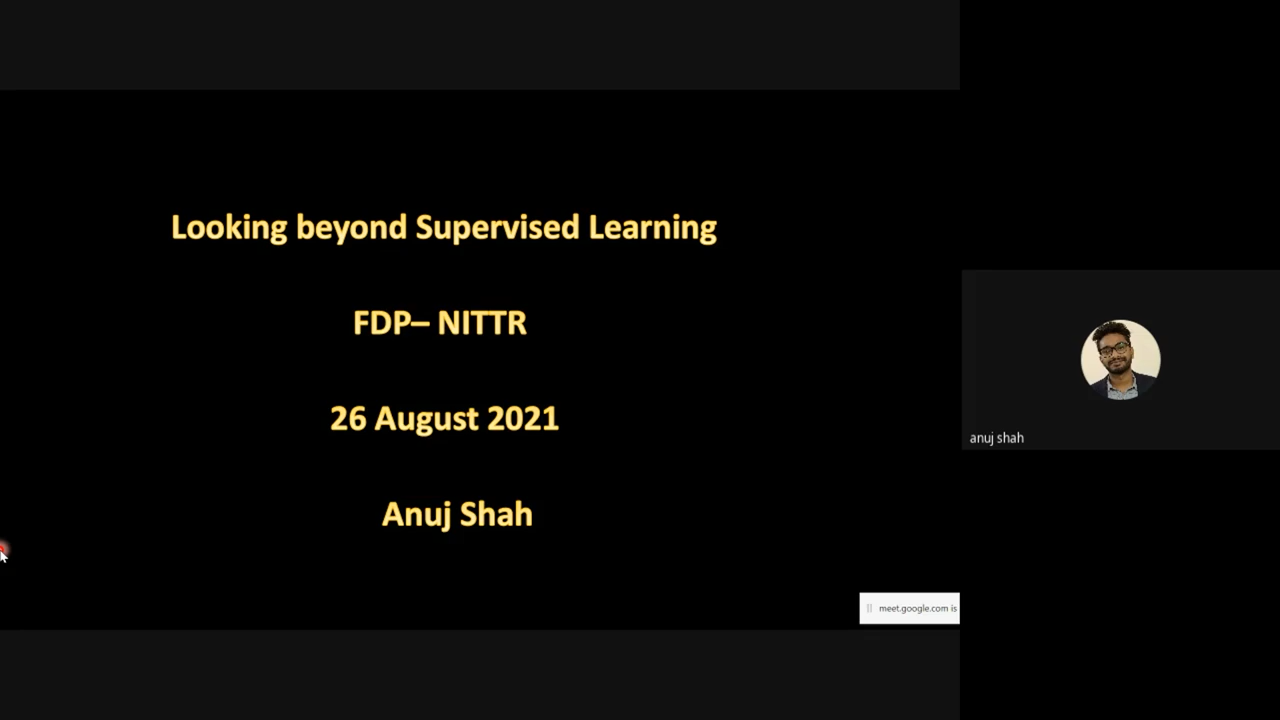 Looking beyond Supervised Learning
FDP– NITTR
26 August 2021
Anuj Shah
anuj shah
meet.google.com is